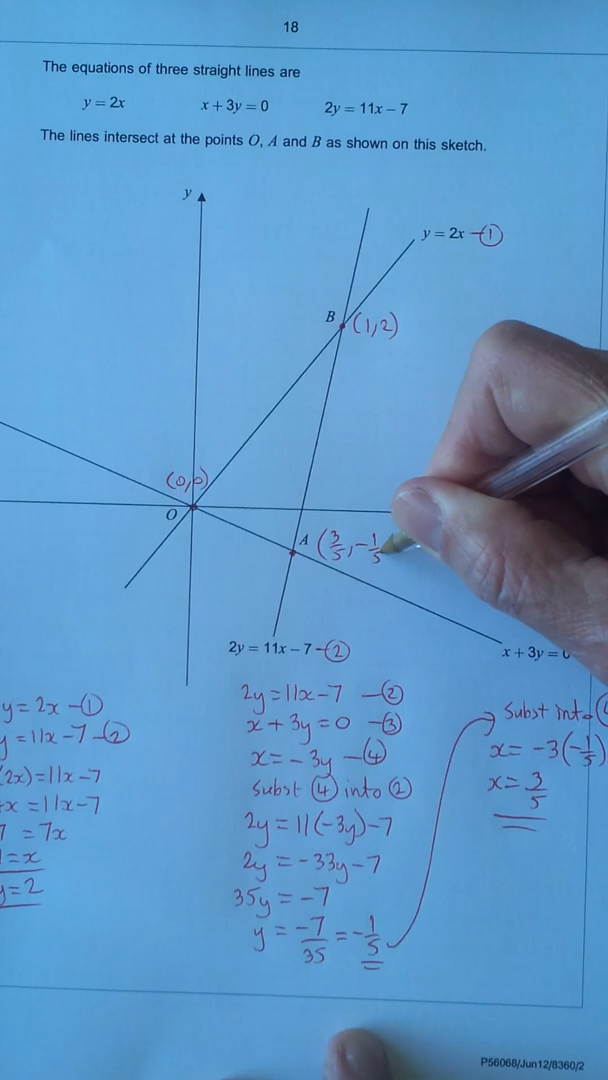 18
The equations of three straight lines are
y = 2x    x + 3y = 0    2y = 11x – 7
The lines intersect at the points O, A and B as shown on this sketch.
y
y = 2x –①
B (1,2)
(0,0)
O
A (3/5, -1/5
2y = 11x – 7 –②
x + 3y =
y = 2x –①
y = 11x – 7 –②
(2x) = 11x – 7
x = 11x – 7
7 = 7x
= x
y = 2
2y = 11x – 7 –②
x + 3y = 0 –③
x = – 3y –④
Subst ④ into ②
2y = 11(-3y) – 7
2y = – 33y – 7
35y = – 7
y = -7/35 = -1/5
Subst into
x = -3(-1/5)
x = 3/5
P56068/Jun12/8360/2